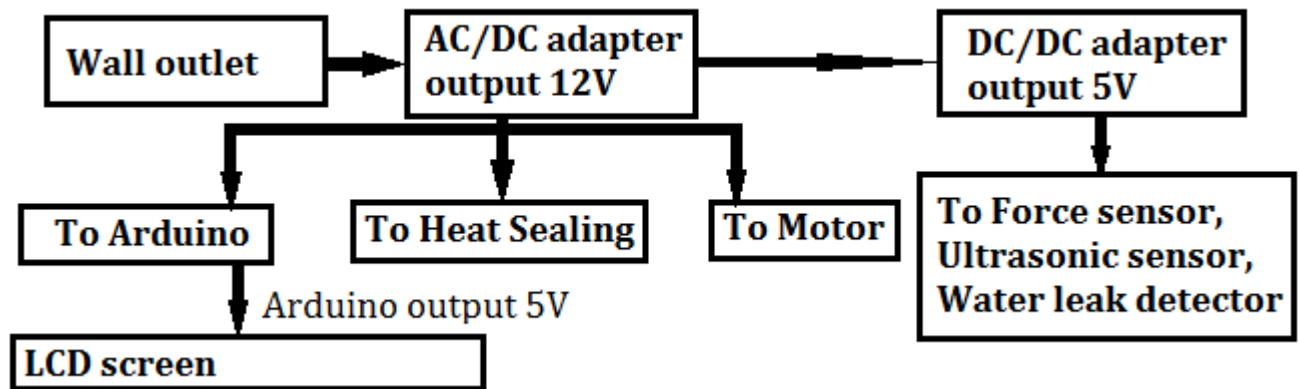 Wall outlet
AC/DC adapter
output 12V
DC/DC adapter
output 5V
To Arduino
To Heat Sealing
To Motor
To Force sensor,
Ultrasonic sensor,
Water leak detector
Arduino output 5V
LCD screen